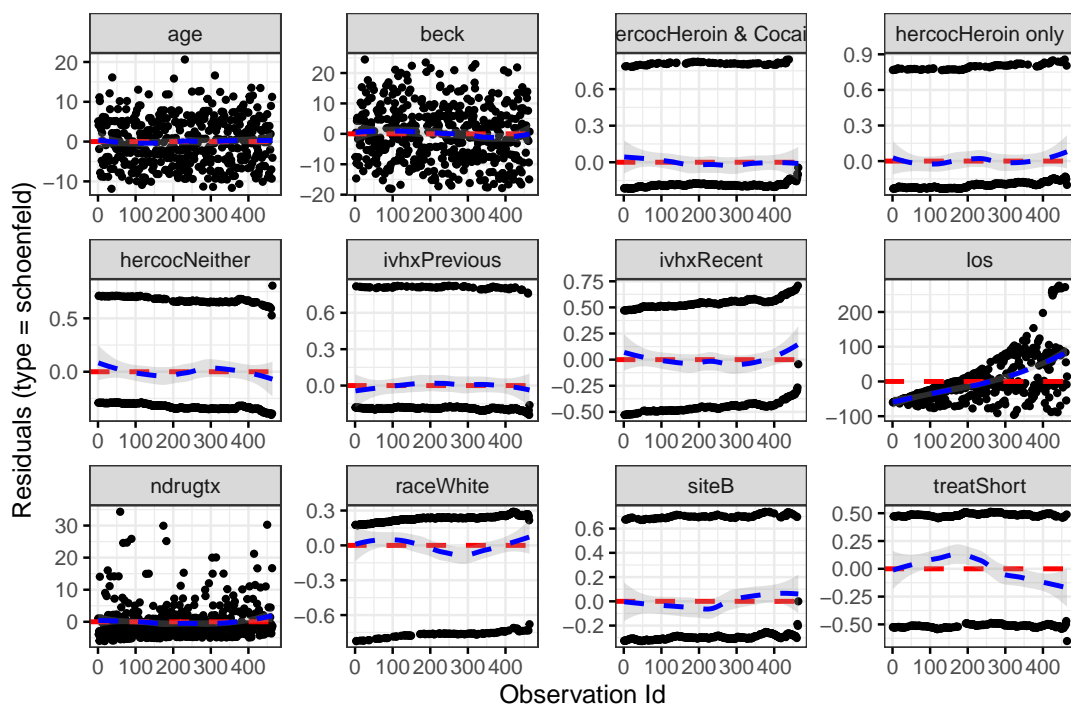 Residuals (type = schoenfeld)
age
20
10
0
−10
0 100 200 300 400
beck
20
10
0
−10
−20
0 100 200 300 400
ercocHeroin & Cocai
0.6
0.3
0.0
0 100 200 300 400
hercocHeroin only
0.9
0.6
0.3
0.0
0 100 200 300 400
hercocNeither
0.5
0.0
0 100 200 300 400
ivhxPrevious
0.6
0.3
0.0
0 100 200 300 400
ivhxRecent
0.75
0.50
0.25
0.00
−0.25
−0.50
0 100 200 300 400
los
200
100
0
−100
0 100 200 300 400
ndrugtx
30
20
10
0
0 100 200 300 400
raceWhite
0.3
0.0
−0.3
−0.6
0 100 200 300 400
siteB
0.6
0.4
0.2
0.0
−0.2
0 100 200 300 400
treatShort
0.50
0.25
0.00
−0.25
−0.50
0 100 200 300 400
Observation Id